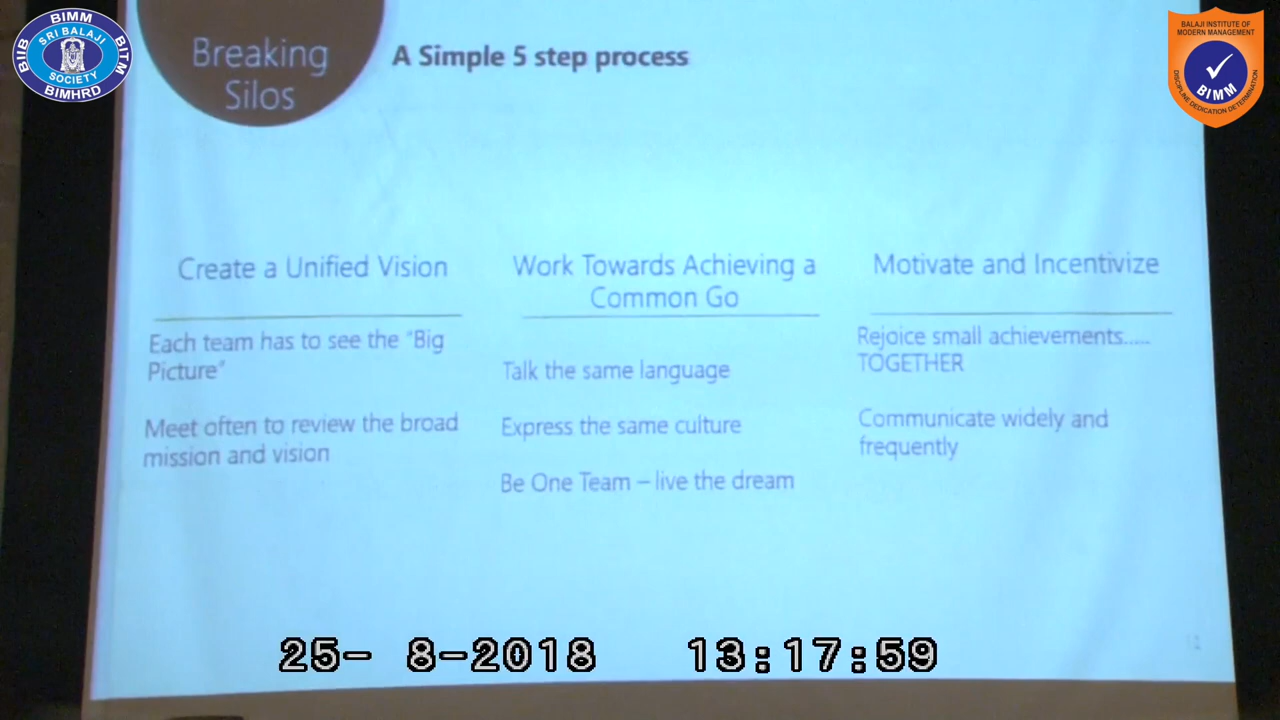 BIMM
BIIB
BITM
SRI BALAJI
SOCIETY
BIMHRD
BALAJI INSTITUTE OF
MODERN MANAGEMENT
BIMM
DISCIPLINE DEDICATION DETERMINATION
Breaking
Silos
A Simple 5 step process
Create a Unified Vision
Each team has to see the “Big
Picture”
Meet often to review the broad
mission and vision
Work Towards Achieving a
Common Go
Talk the same language
Express the same culture
Be One Team – live the dream
Motivate and Incentivize
Rejoice small achievements.....
TOGETHER
Communicate widely and
frequently
25- 8-2018 13:17:59